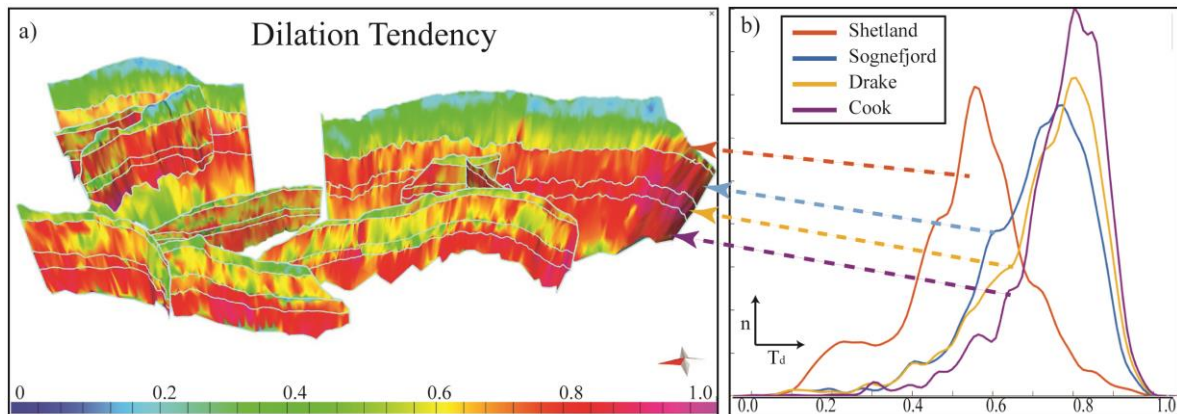 a)
Dilation Tendency
0 0.2 0.4 0.6 0.8 1.0
b)
Shetland
Sognefjord
Drake
Cook
n
Td
0.0 0.2 0.4 0.6 0.8 1.0